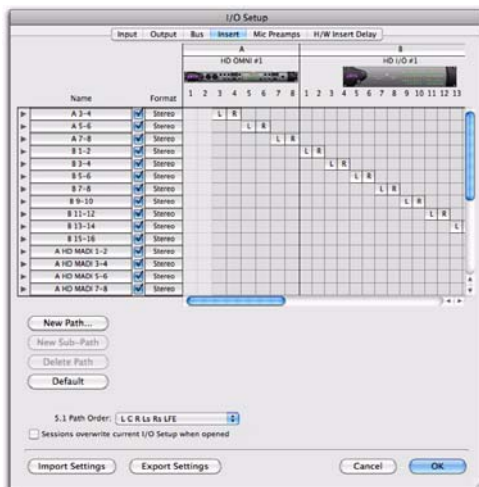 I/O Setup
Input Output Bus Insert Mic Preamps H/W Insert Delay
A B
HD OMNI #1 HD I/O #1
Name Format 1 2 3 4 5 6 7 8 1 2 3 4 5 6 7 8 9 10 11 12 13
A 3-4 Stereo L R
A 5-6 Stereo L R
A 7-8 Stereo L R
B 1-2 Stereo L R
B 3-4 Stereo L R
B 5-6 Stereo L R
B 7-8 Stereo L R
B 9-10 Stereo L R
B 11-12 Stereo L R
B 13-14 Stereo L
B 15-16 Stereo
A HD MADI 1-2 Stereo
A HD MADI 3-4 Stereo
A HD MADI 5-6 Stereo
A HD MADI 7-8 Stereo
New Path...
New Sub-Path
Delete Path
Default
5.1 Path Order: L C R Ls Rs LFE
Sessions overwrite current I/O Setup when opened
Import Settings Export Settings Cancel OK